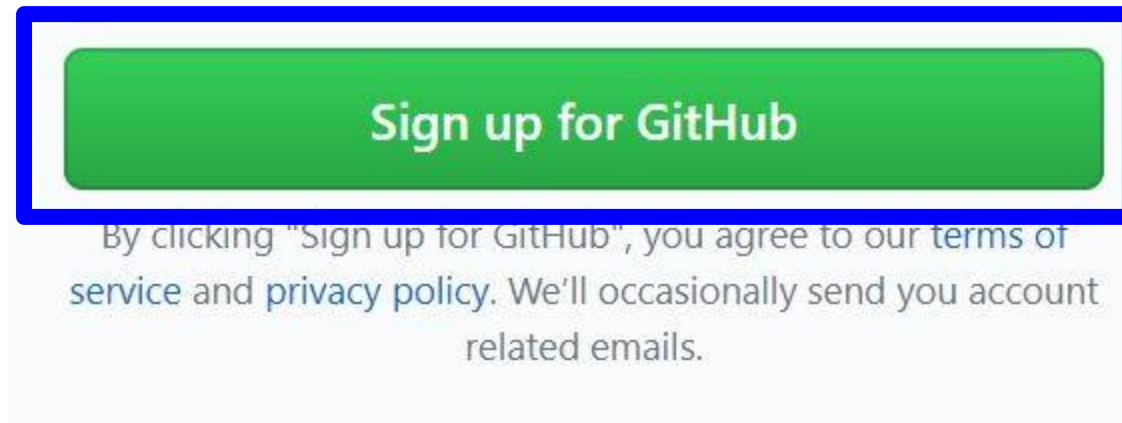 Sign up for GitHub
By clicking "Sign up for GitHub", you agree to our terms of
service and privacy policy. We'll occasionally send you account
related emails.